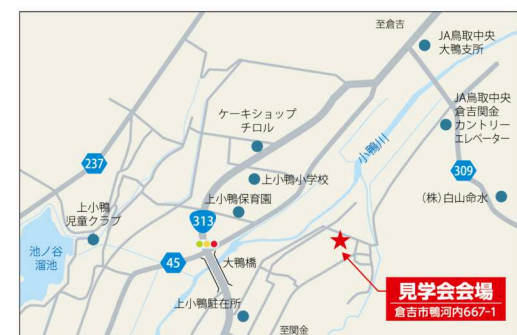 至倉吉
JA鳥取中央
大鴨支所
JA鳥取中央
倉吉関金
カントリー
エレベーター
ケーキショップ
チロル
小鴨川
237
309
上小鴨小学校
上小鴨保育園
(株)白山命水
上小鴨
児童クラブ
313
池ノ谷
溜池
45
大鴨橋
見学会会場
倉吉市鴨河内667-1
上小鴨駐在所
至関金